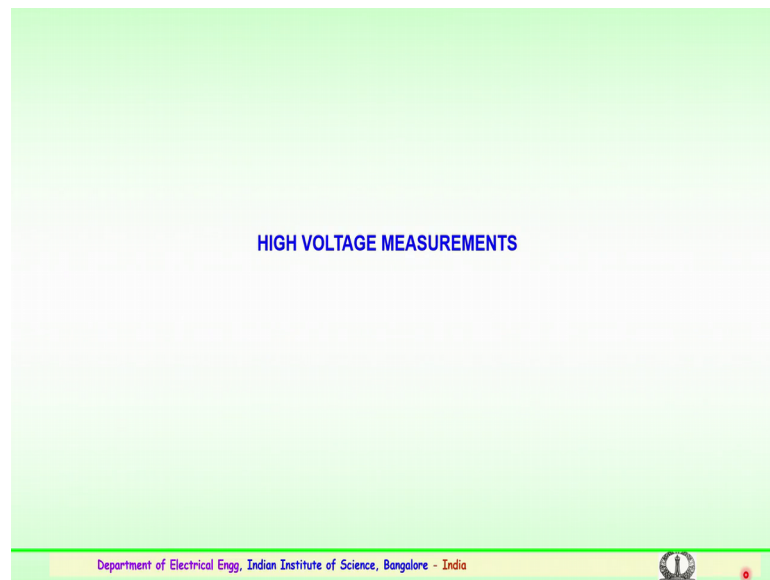 HIGH VOLTAGE MEASUREMENTS
Department of Electrical Engg, Indian Institute of Science, Bangalore - India